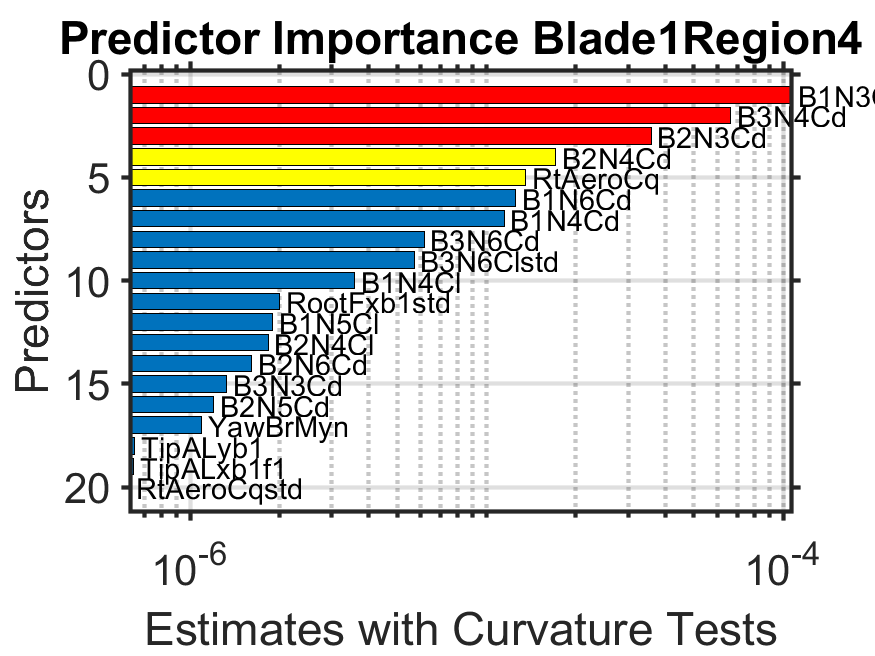 Predictor Importance Blade1Region4
0
B1N3
B3N4Cd
B2N3Cd
B2N4Cd
5
RtAeroCq
B1N6Cd
B1N4Cd
B3N6Cd
B3N6Clstd
10
B1N4Cl
RootFxb1std
B1N5Cl
B2N4Cl
B2N6Cd
15
B3N3Cd
B2N5Cd
YawBrMyn
TipALyb1
TipALxb1f1
20
RtAeroCqstd
Predictors
10^-6
10^-4
Estimates with Curvature Tests